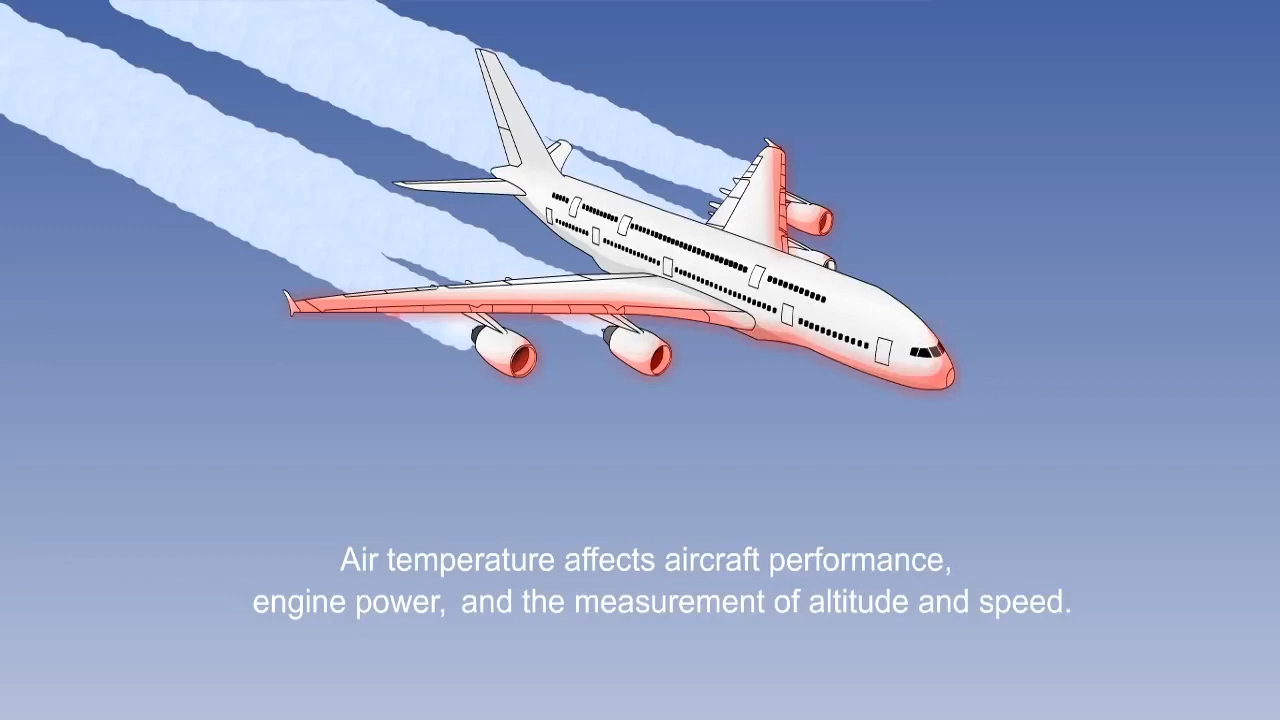 Air temperature affects aircraft performance,
engine power, and the measurement of altitude and speed.